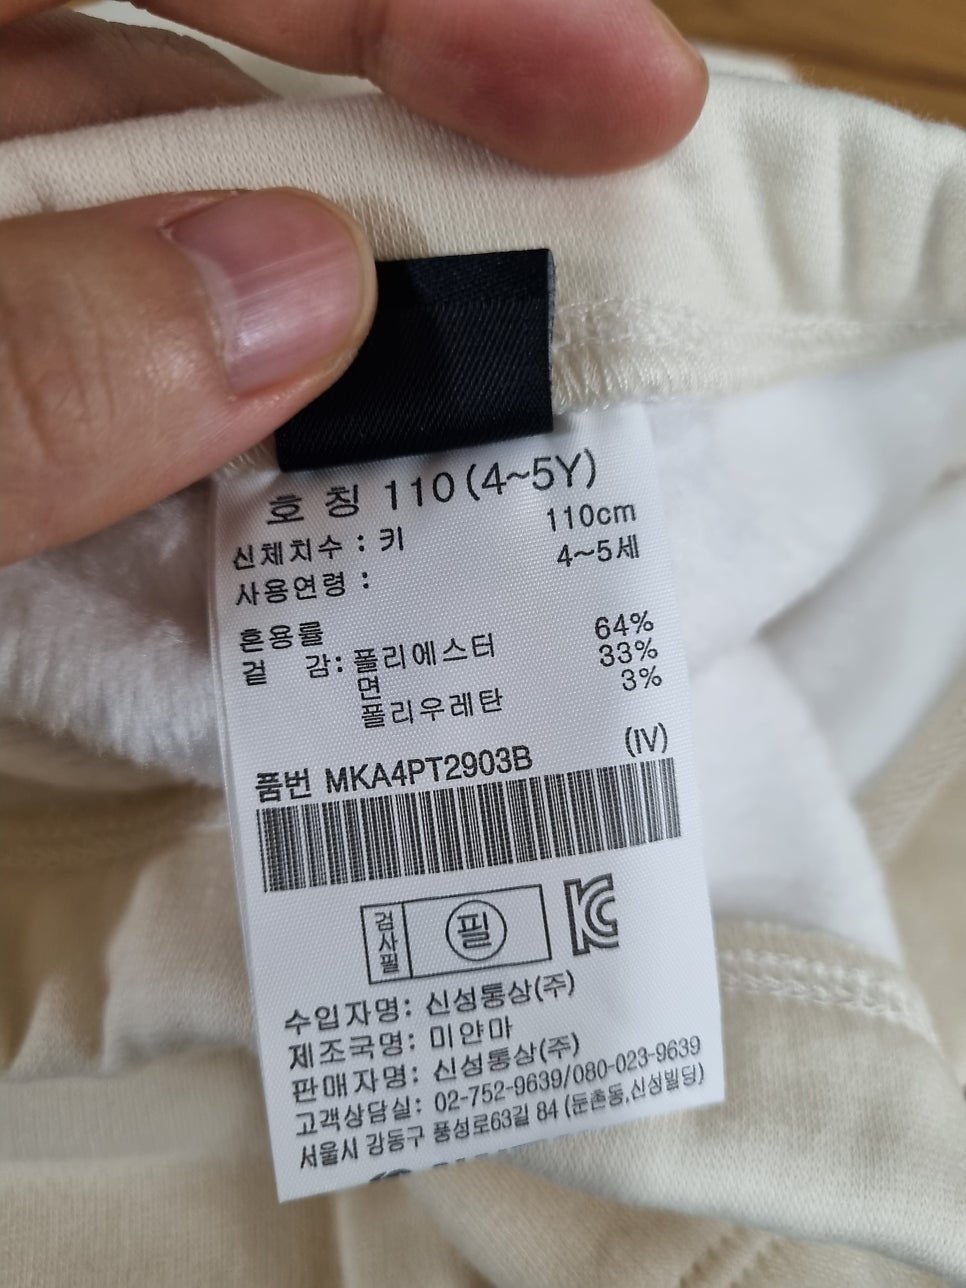 호 칭 110(4~5Y)
신체치수 : 키 110cm
사용연령 : 4~5세
혼용률
겉 감: 폴리에스터 64%
면 33%
폴리우레탄 3%
(IV)
품번 MKA4PT2903B
검사필 필 KC
수입자명: 신성통상(주)
제조국명: 미얀마
판매자명: 신성통상(주)
고객상담실: 02-752-9639/080-023-9639
서울시 강동구 풍성로63길 84 (둔촌동,신성빌딩)